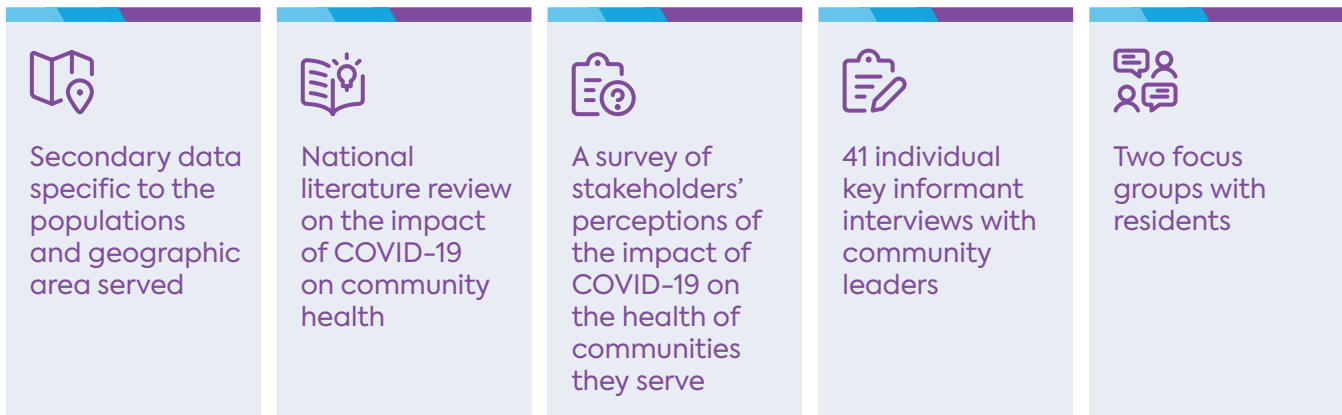 Secondary data
specific to the
populations
and geographic
area served
National
literature review
on the impact
of COVID-19
on community
health
A survey of
stakeholders’
perceptions of
the impact of
COVID-19 on
the health of
communities
they serve
41 individual
key informant
interviews with
community
leaders
Two focus
groups with
residents